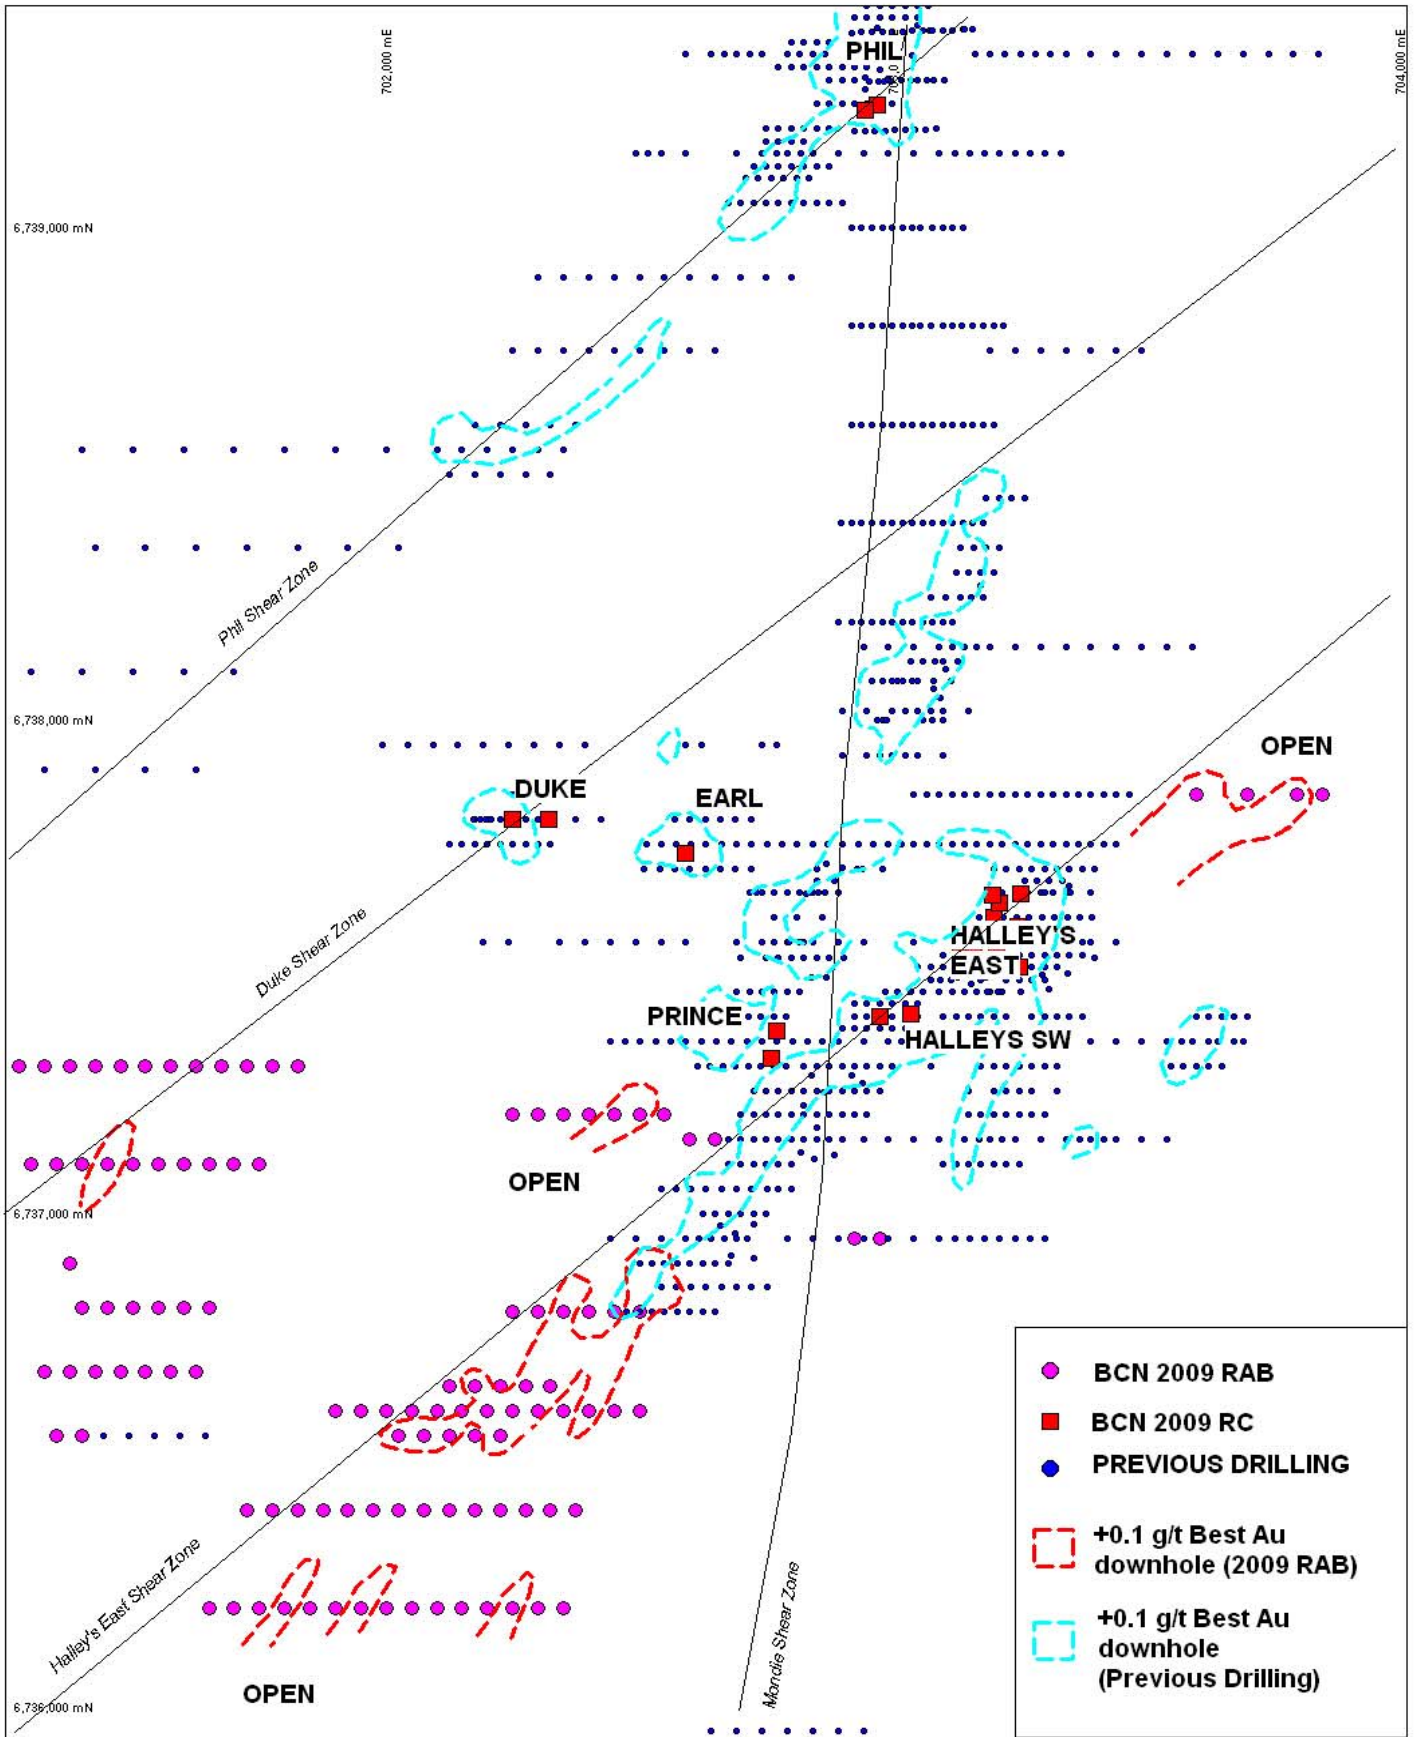 702,000 mE
704,000 mE
PHIL
6,739,000 mN
Phil Shear Zone
6,738,000 mN
OPEN
DUKE
EARL
Duke Shear Zone
HALLEY'S
EAST
PRINCE
HALLEYS SW
OPEN
6,737,000 mN
BCN 2009 RAB
BCN 2009 RC
PREVIOUS DRILLING
+0.1 g/t Best Au
downhole (2009 RAB)
+0.1 g/t Best Au
downhole
(Previous Drilling)
Halley's East Shear Zone
Mondie Shear Zone
OPEN
6,736,000 mN